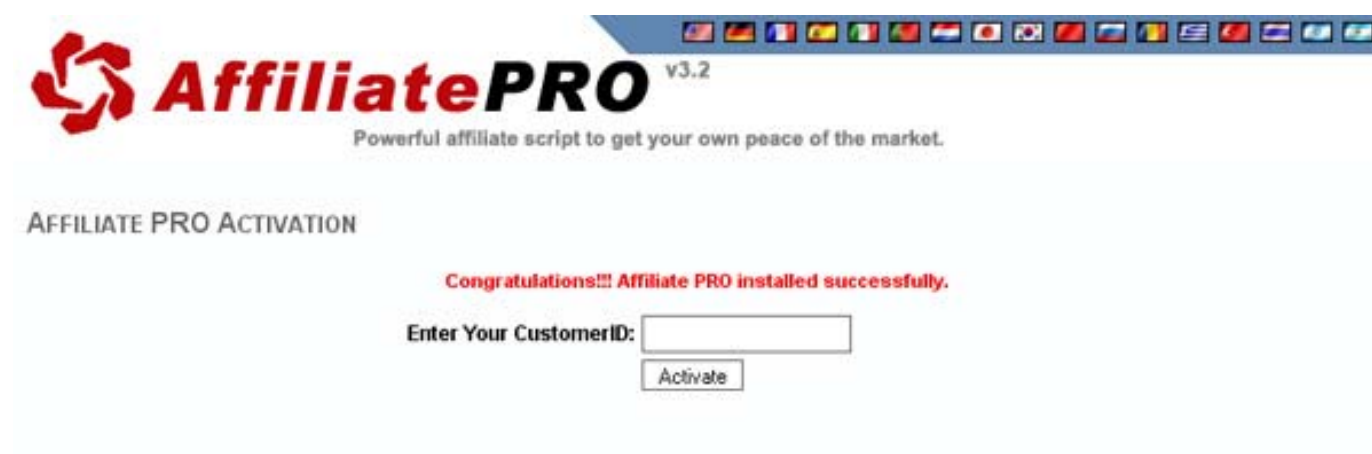 AffiliatePRO v3.2
Powerful affiliate script to get your own peace of the market.
AFFILIATE PRO ACTIVATION
Congratulations!!! Affiliate PRO installed successfully.
Enter Your CustomerID:
Activate